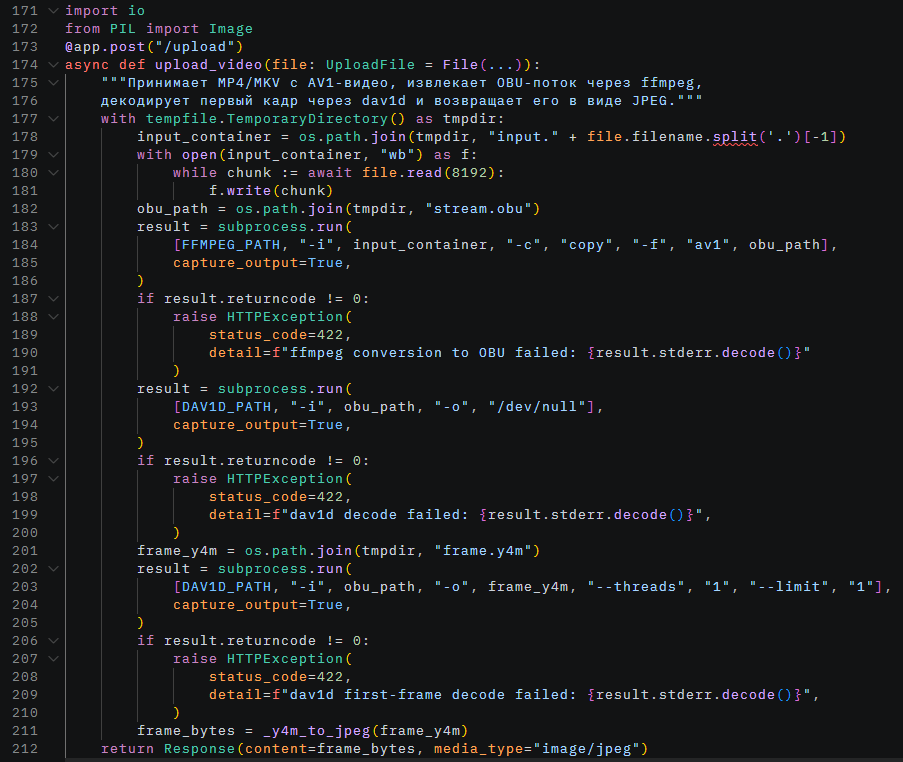 171 import io
172 from PIL import Image
173 @app.post("/upload")
174 async def upload_video(file: UploadFile = File(...)):
175     """Принимает MP4/MKV с AV1-видео, извлекает OBU-поток через ffmpeg,
176     декодирует первый кадр через dav1d и возвращает его в виде JPEG."""
177     with tempfile.TemporaryDirectory() as tmpdir:
178         input_container = os.path.join(tmpdir, "input." + file.filename.split('.')[-1])
179         with open(input_container, "wb") as f:
180             while chunk := await file.read(8192):
181                 f.write(chunk)
182         obu_path = os.path.join(tmpdir, "stream.obu")
183         result = subprocess.run(
184             [FFMPEG_PATH, "-i", input_container, "-c", "copy", "-f", "av1", obu_path],
185             capture_output=True,
186         )
187         if result.returncode != 0:
188             raise HTTPException(
189                 status_code=422,
190                 detail=f"ffmpeg conversion to OBU failed: {result.stderr.decode()}"
191             )
192         result = subprocess.run(
193             [DAV1D_PATH, "-i", obu_path, "-o", "/dev/null"],
194             capture_output=True,
195         )
196         if result.returncode != 0:
197             raise HTTPException(
198                 status_code=422,
199                 detail=f"dav1d decode failed: {result.stderr.decode()}",
200             )
201         frame_y4m = os.path.join(tmpdir, "frame.y4m")
202         result = subprocess.run(
203             [DAV1D_PATH, "-i", obu_path, "-o", frame_y4m, "--threads", "1", "--limit", "1"],
204             capture_output=True,
205         )
206         if result.returncode != 0:
207             raise HTTPException(
208                 status_code=422,
209                 detail=f"dav1d first-frame decode failed: {result.stderr.decode()}",
210             )
211         frame_bytes = _y4m_to_jpeg(frame_y4m)
212     return Response(content=frame_bytes, media_type="image/jpeg")